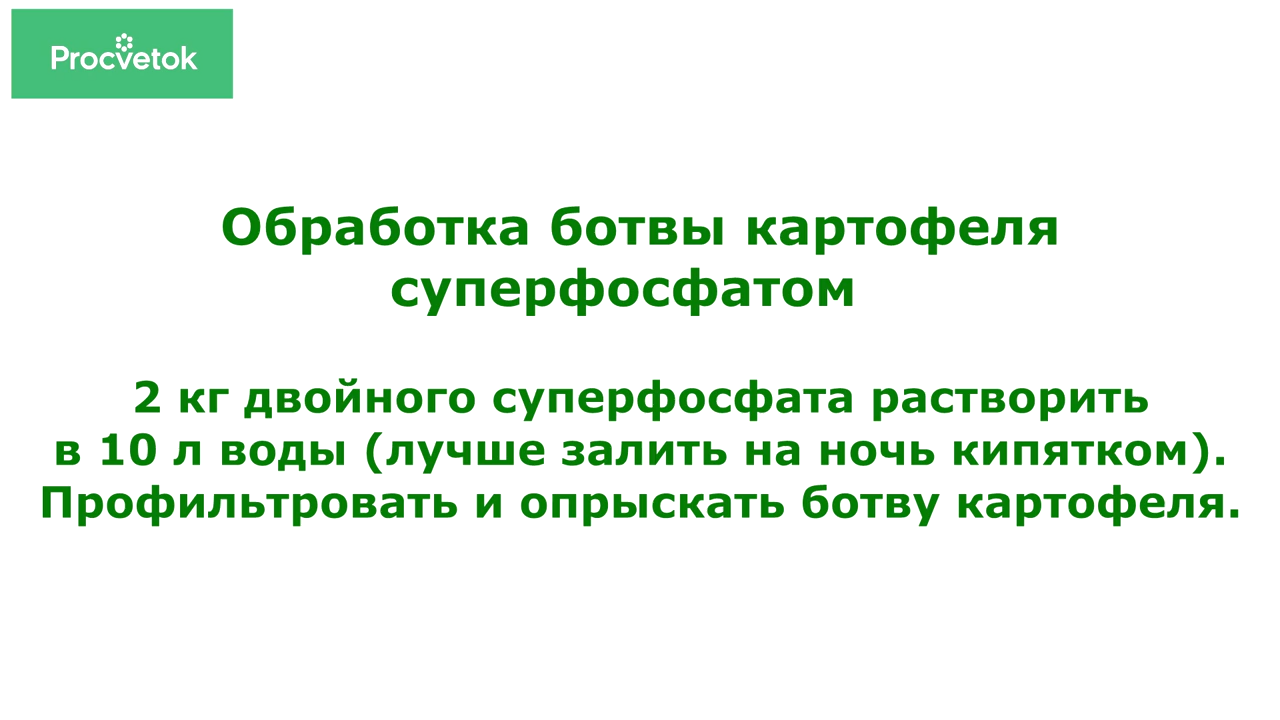 Procvetok
Обработка ботвы картофеля
суперфосфатом
2 кг двойного суперфосфата растворить
в 10 л воды (лучше залить на ночь кипятком).
Профильтровать и опрыскать ботву картофеля.